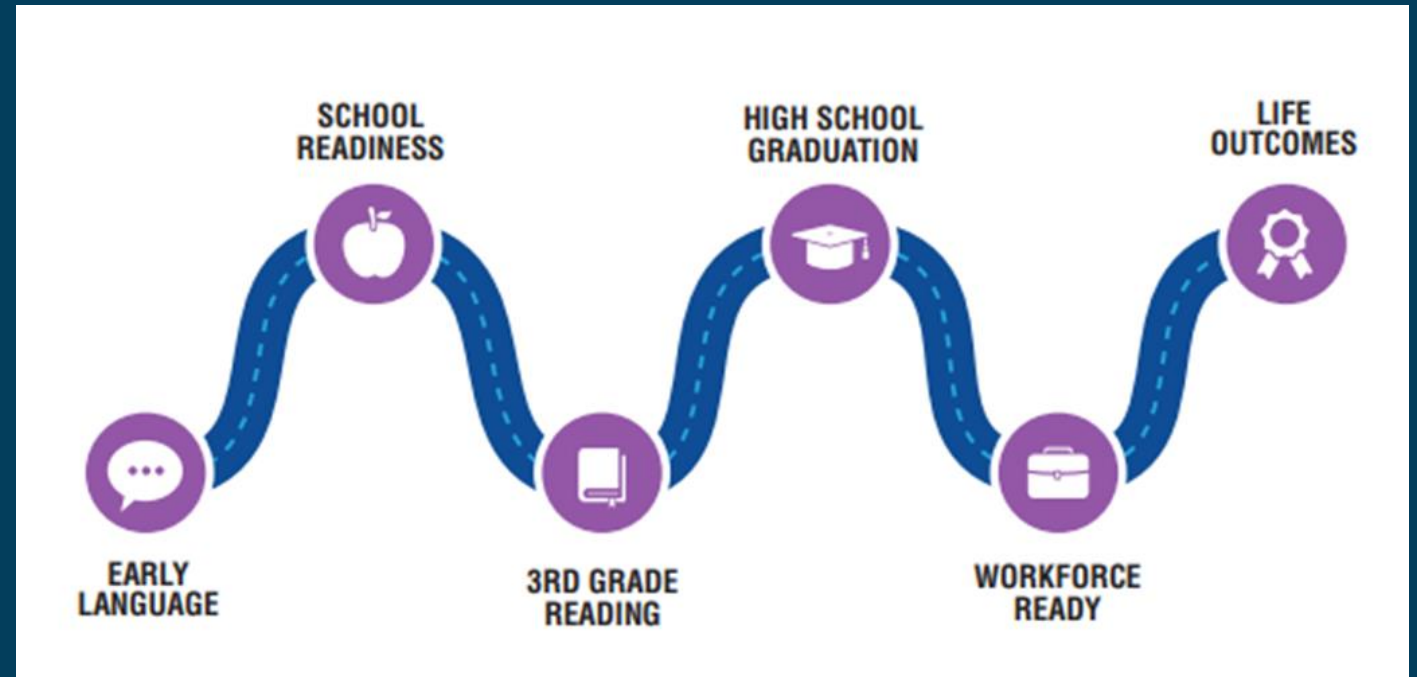 SCHOOL
READINESS
HIGH SCHOOL
GRADUATION
LIFE
OUTCOMES
EARLY
LANGUAGE
3RD GRADE
READING
WORKFORCE
READY